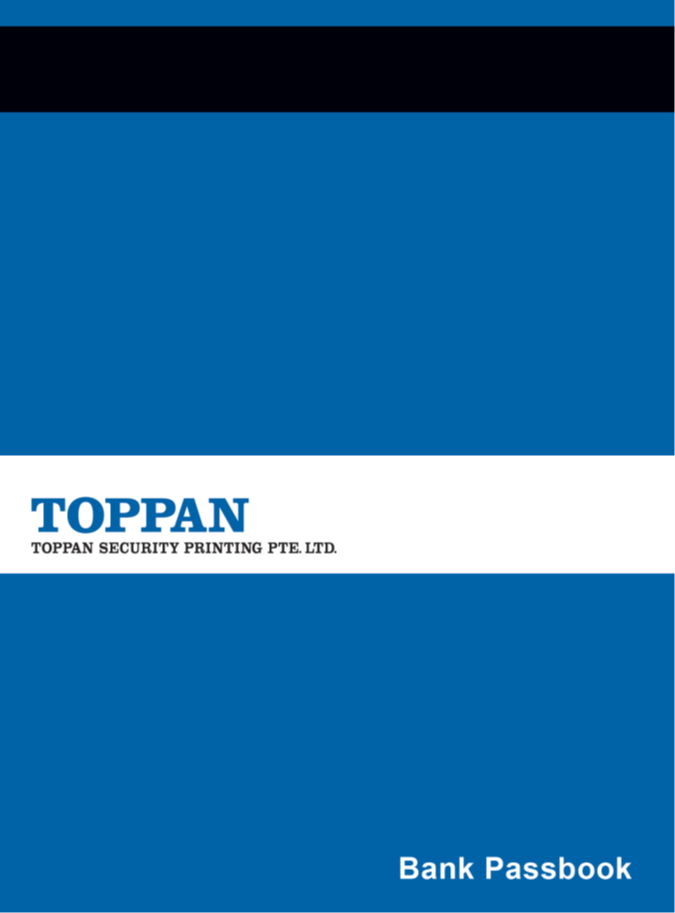 TOPPAN
TOPPAN SECURITY PRINTING PTE. LTD.
Bank Passbook